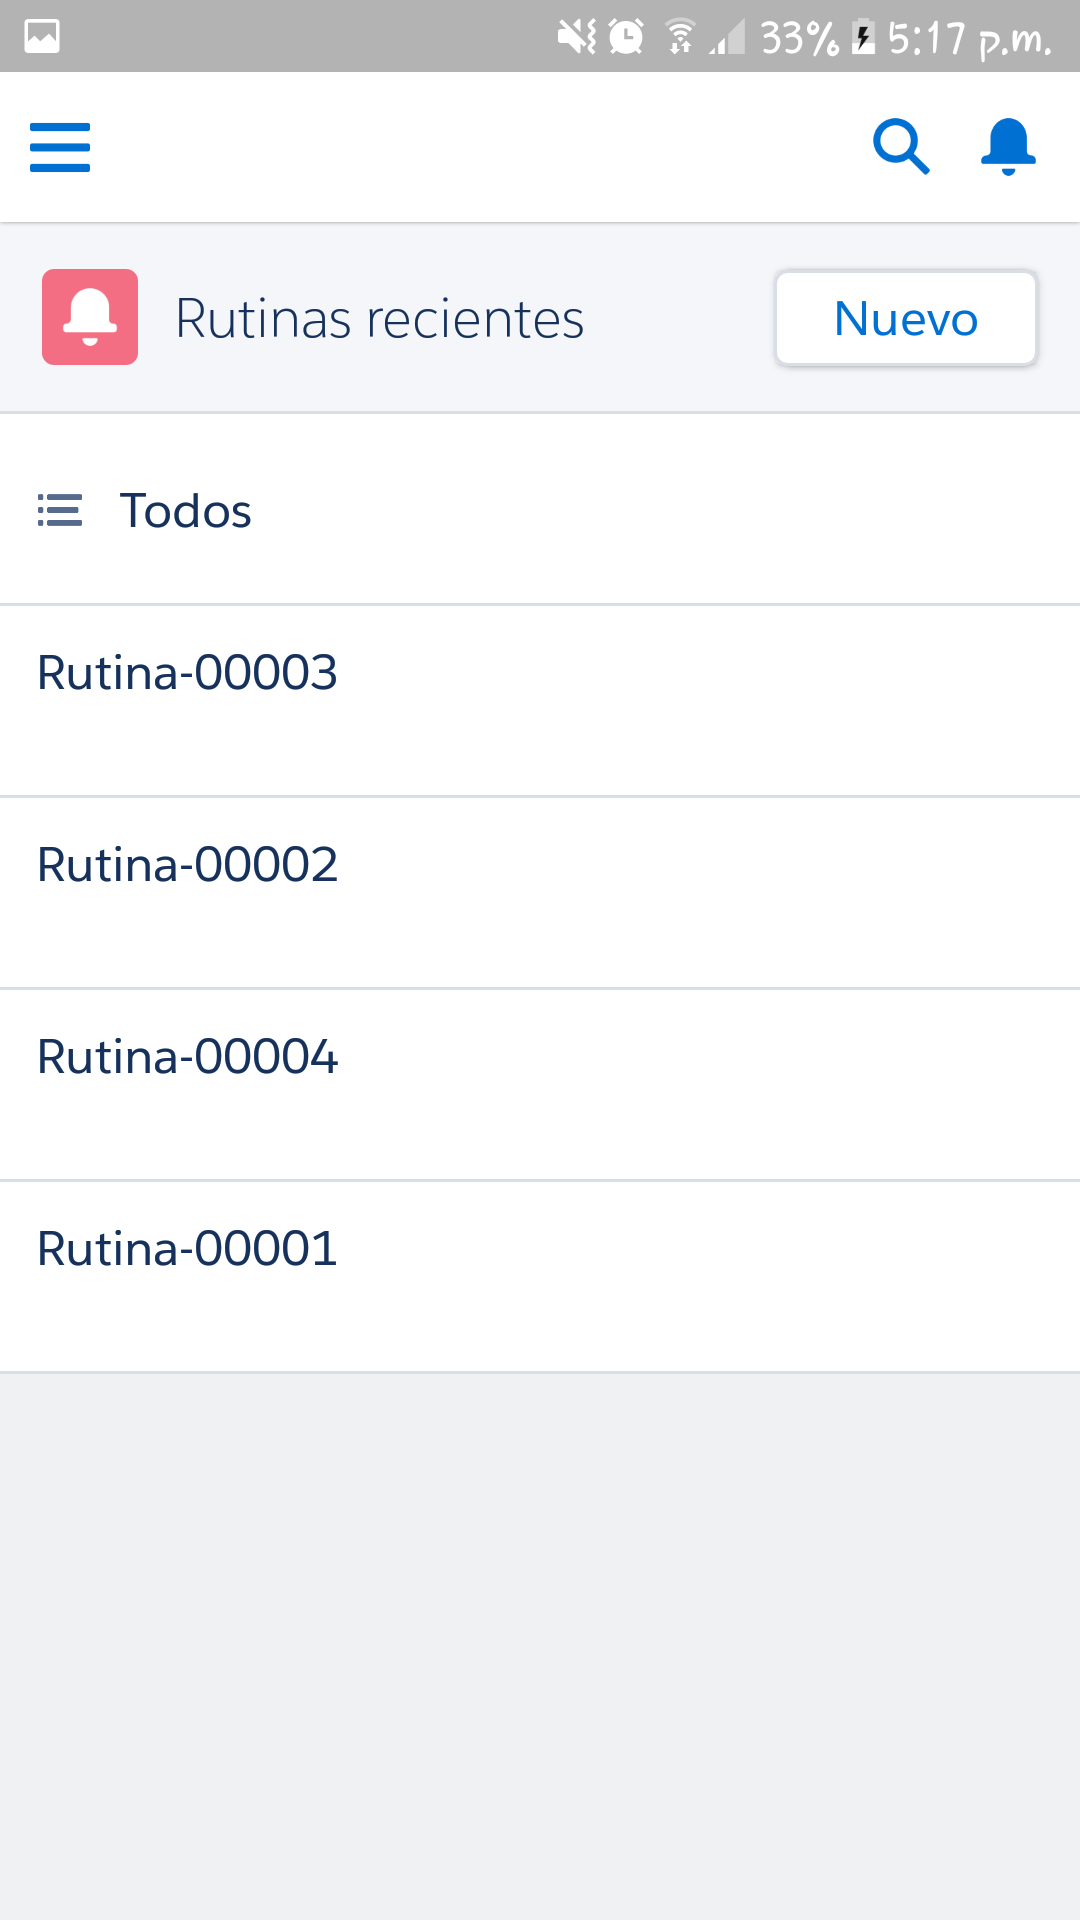 33% 5:17 p.m.
Rutinas recientes
Nuevo
Todos
Rutina-00003
Rutina-00002
Rutina-00004
Rutina-00001